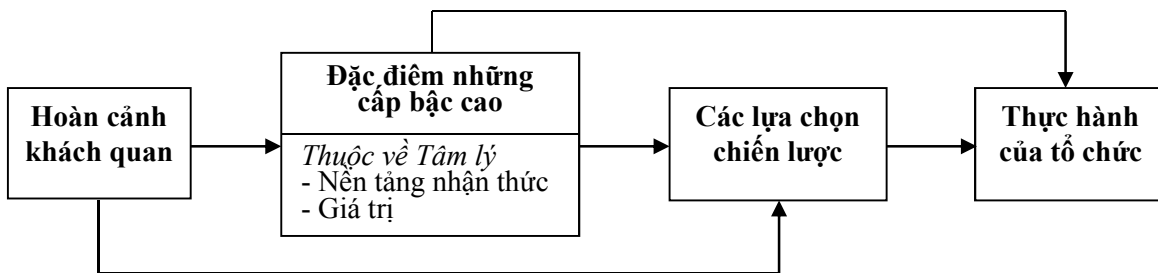 Hoàn cảnh
khách quan
Đặc điêm những
cấp bậc cao
Thuộc về Tâm lý
- Nền tảng nhận thức
- Giá trị
Các lựa chọn
chiến lược
Thực hành
của tổ chức